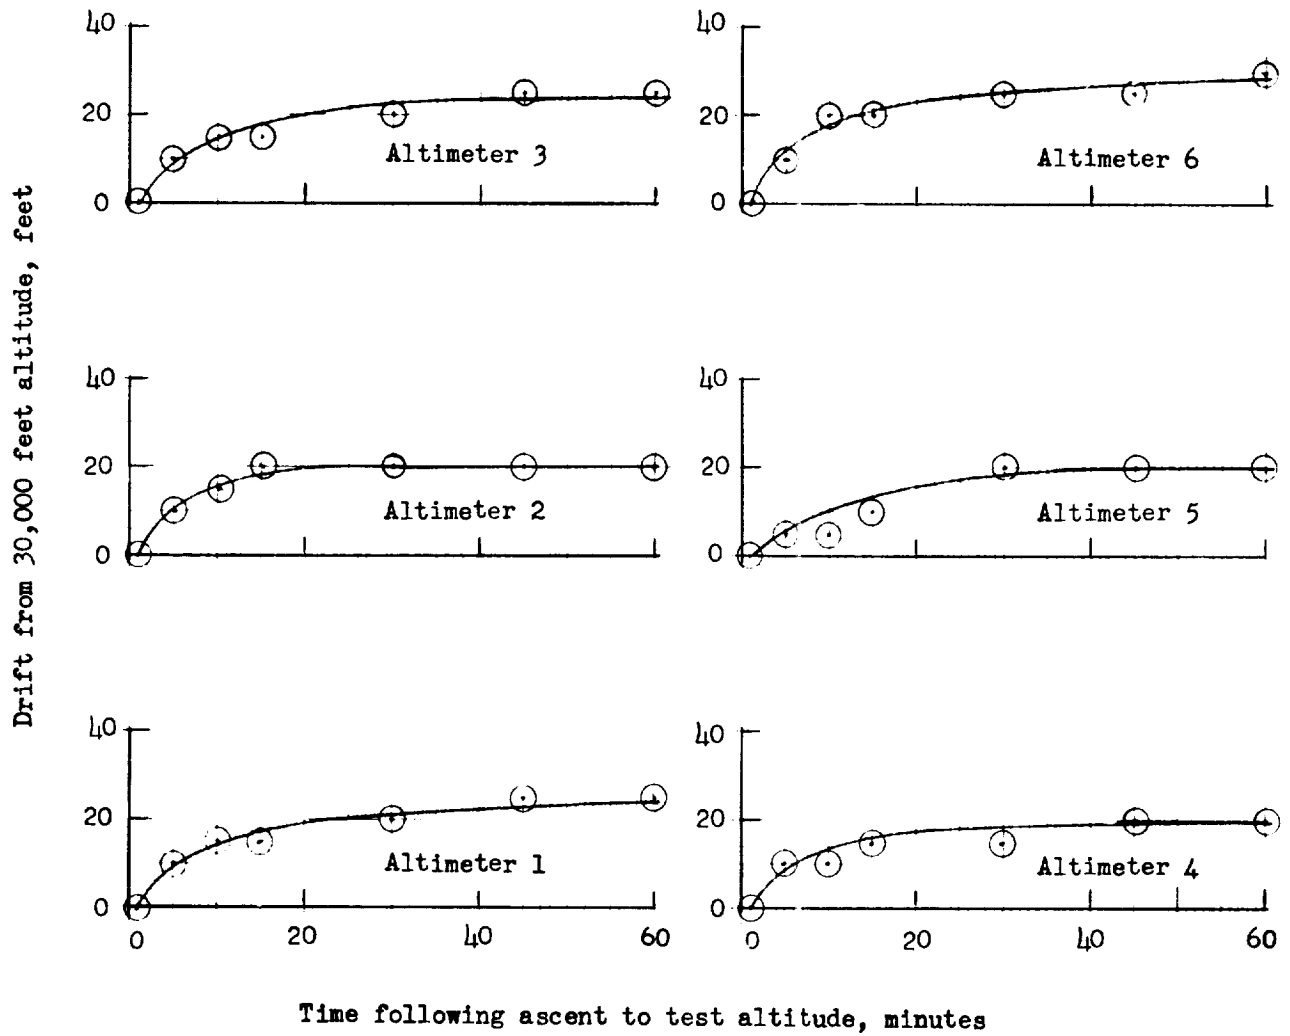 Drift from 30,000 feet altitude, feet
40
20
0
Altimeter 3
40
20
0
Altimeter 6
40
20
0
Altimeter 2
40
20
0
Altimeter 5
40
20
0
Altimeter 1
0 20 40 60
40
20
0
Altimeter 4
0 20 40 60
Time following ascent to test altitude, minutes